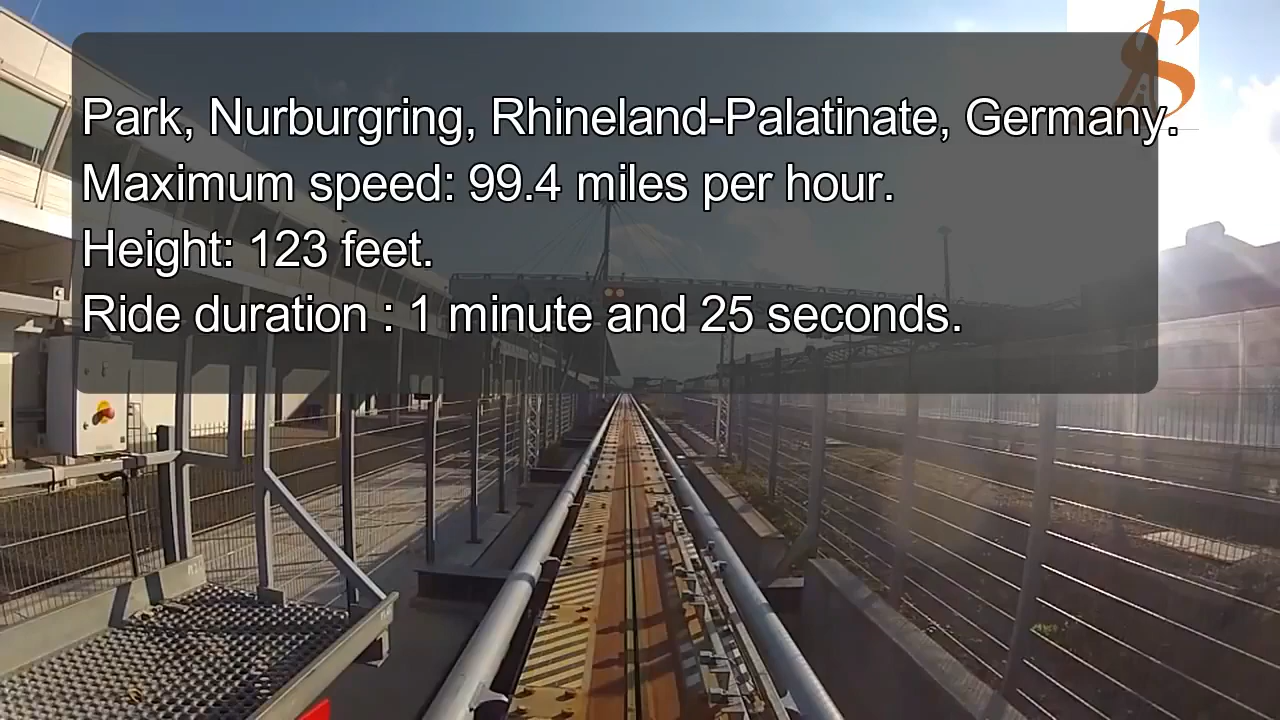 Park, Nurburgring, Rhineland-Palatinate, Germany.
Maximum speed: 99.4 miles per hour.
Height: 123 feet.
Ride duration : 1 minute and 25 seconds.